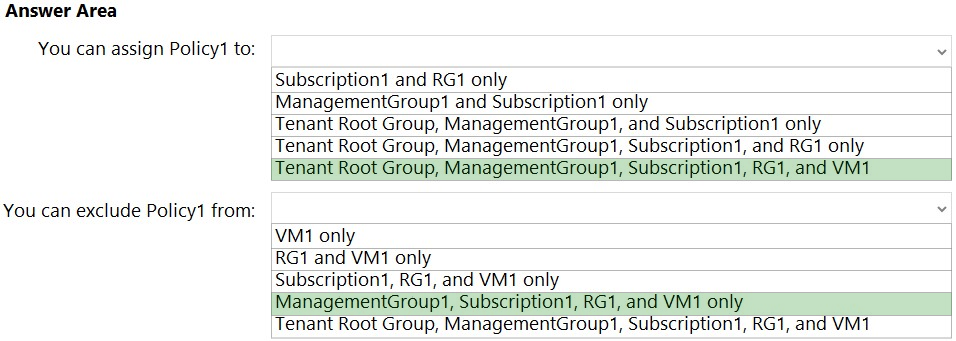 Answer Area
You can assign Policy1 to:
Subscription1 and RG1 only
ManagementGroup1 and Subscription1 only
Tenant Root Group, ManagementGroup1, and Subscription1 only
Tenant Root Group, ManagementGroup1, Subscription1, and RG1 only
Tenant Root Group, ManagementGroup1, Subscription1, RG1, and VM1
You can exclude Policy1 from:
VM1 only
RG1 and VM1 only
Subscription1, RG1, and VM1 only
ManagementGroup1, Subscription1, RG1, and VM1 only
Tenant Root Group, ManagementGroup1, Subscription1, RG1, and VM1